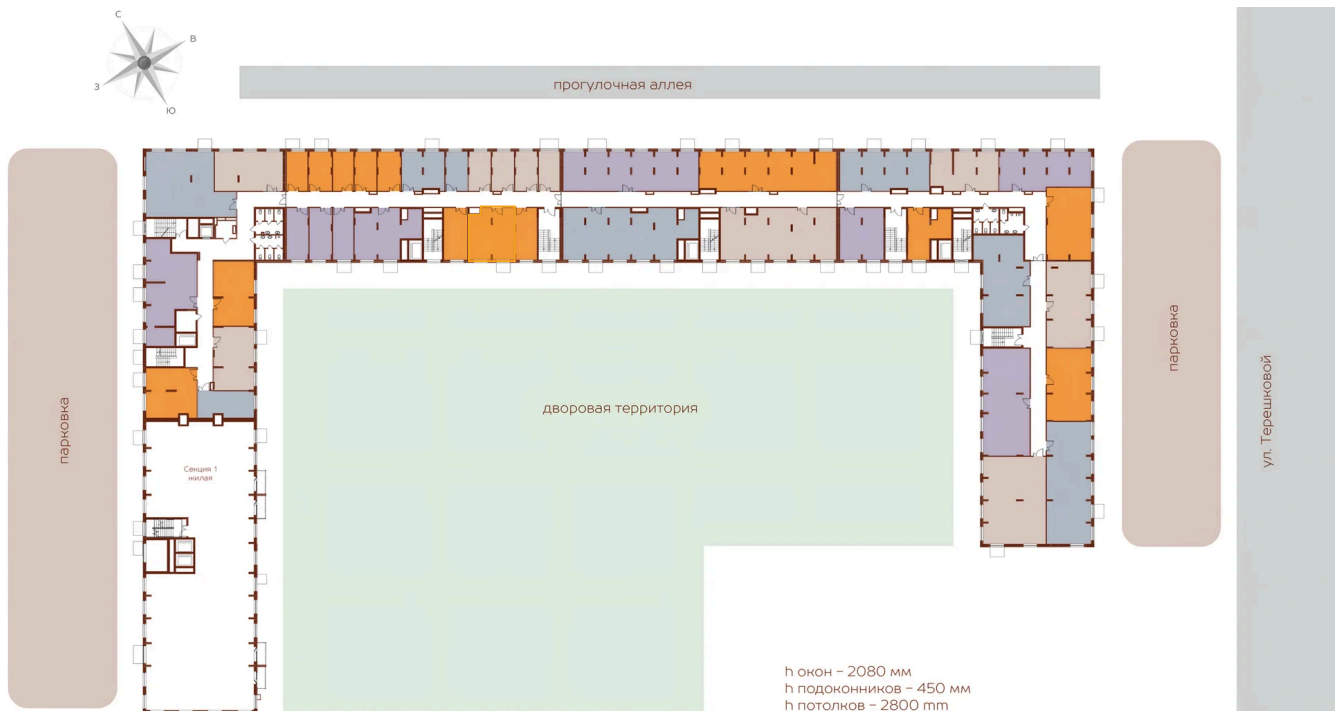 С
В
З
Ю
прогулочная аллея
парковка
дворовая территория
парковка
ул. Терешковой
Секция 1
жилая
h окон – 2080 мм
h подоконников – 450 мм
h потолков – 2800 mm